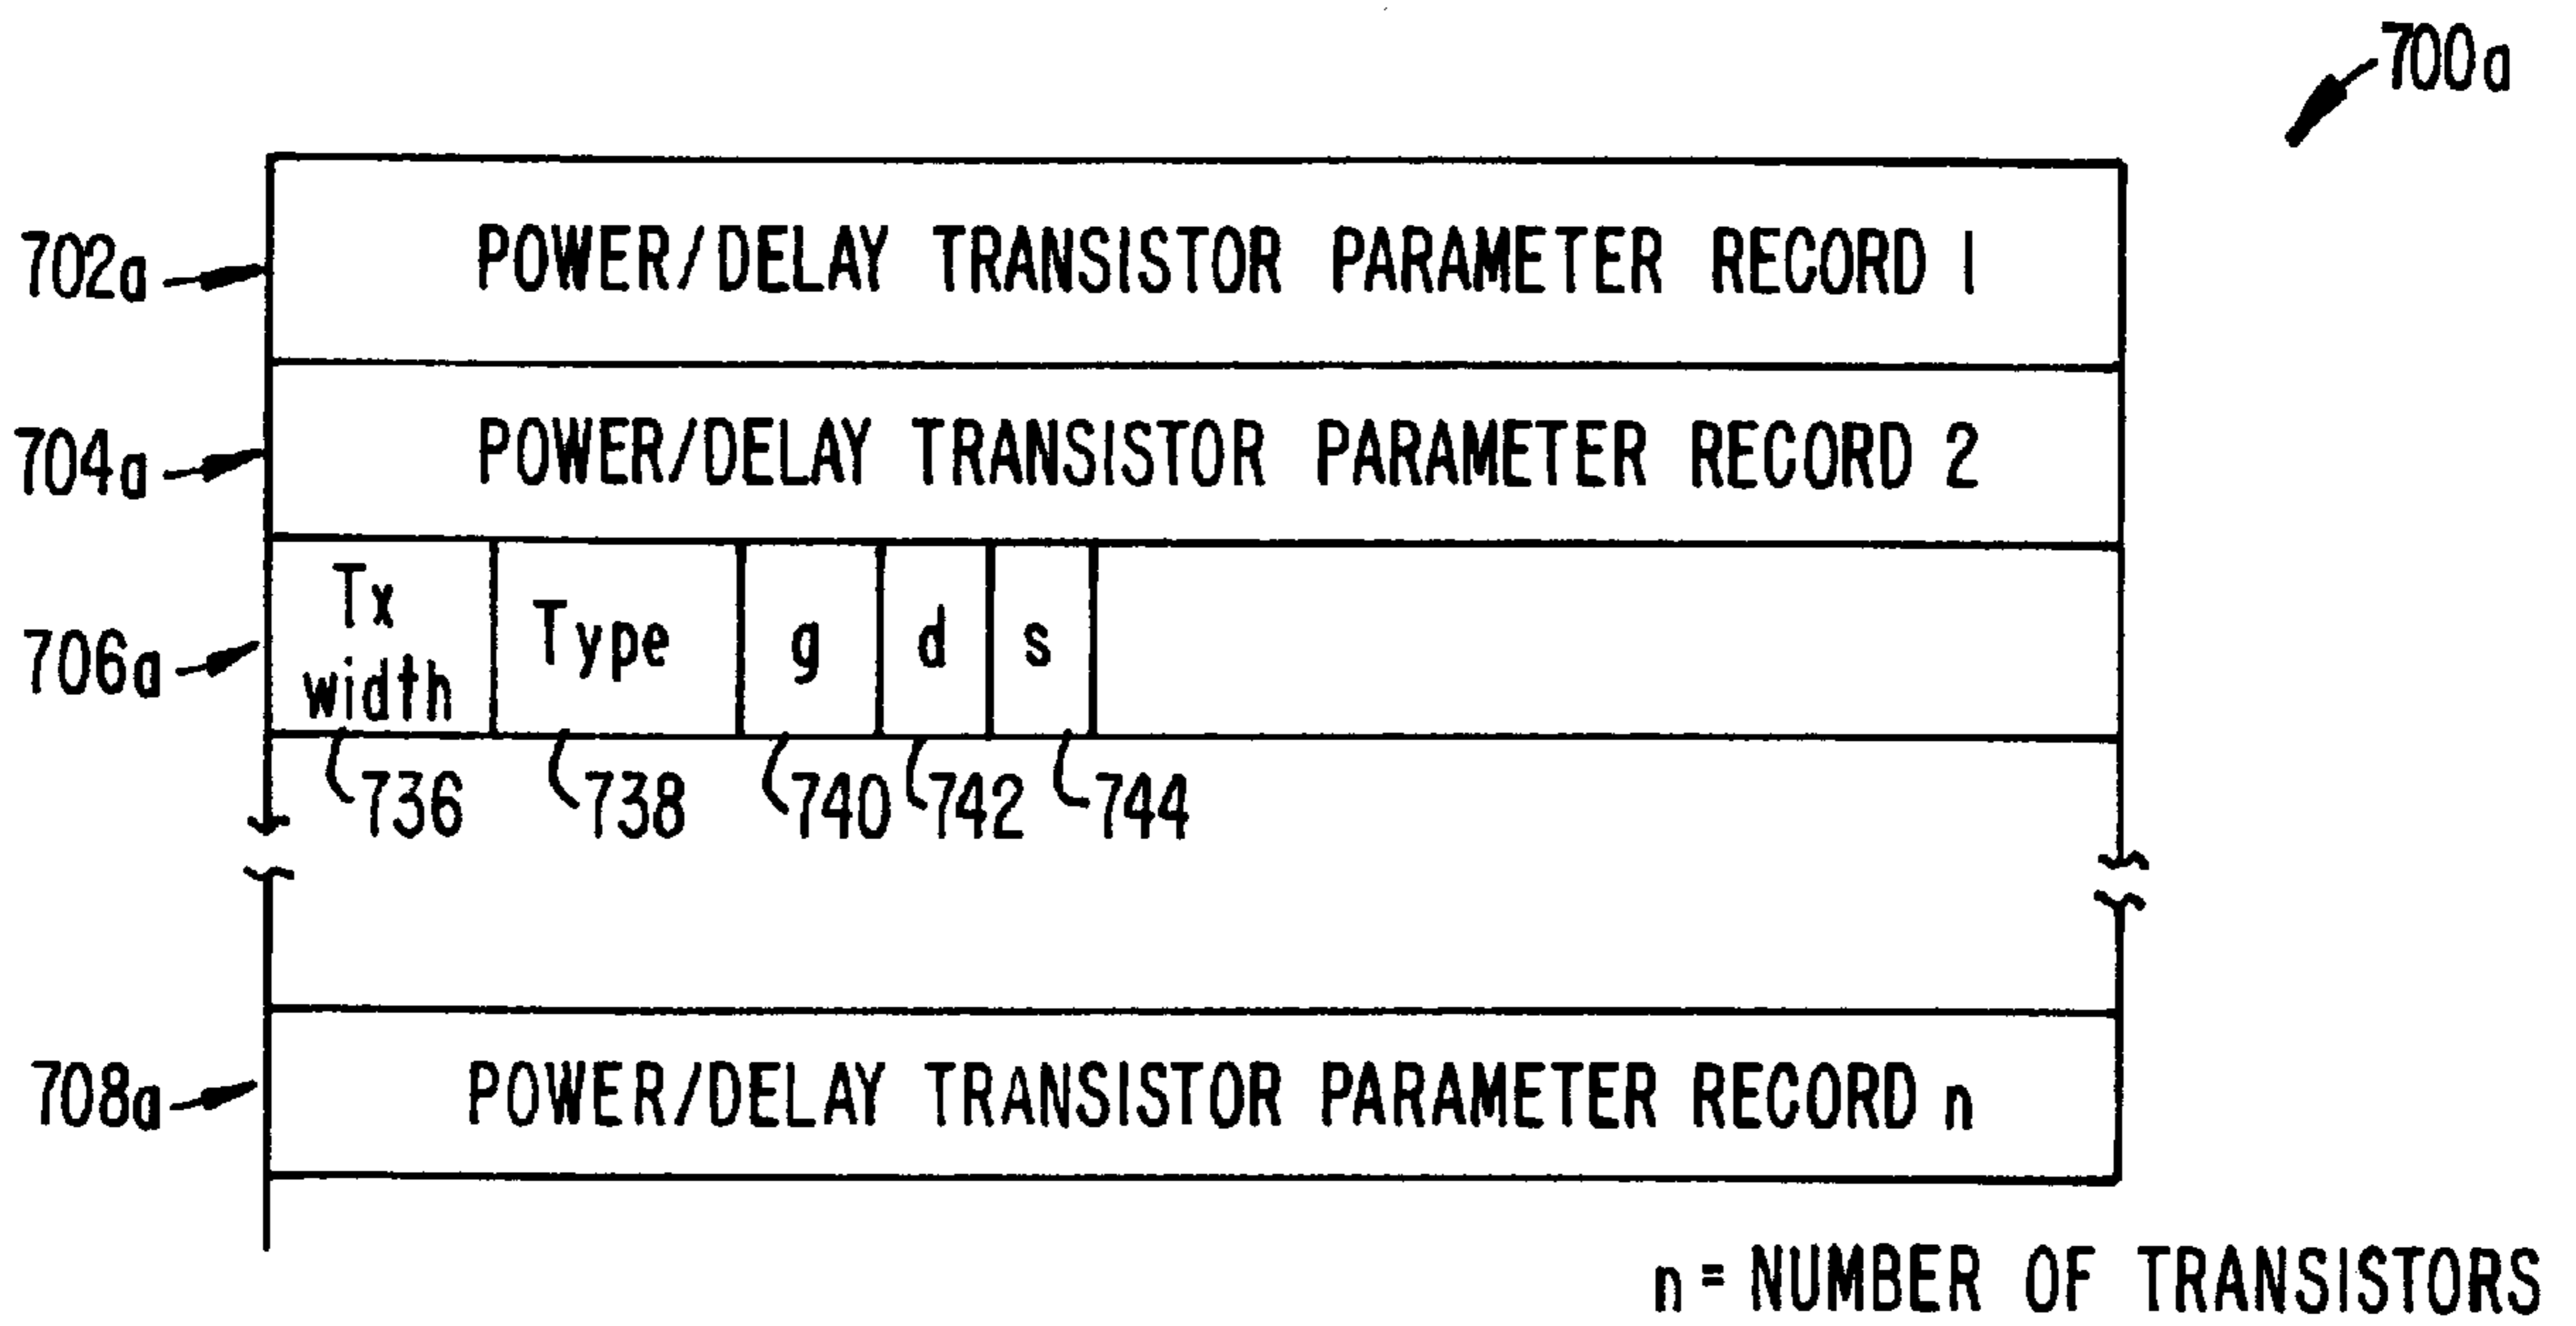 700a
702a
POWER/DELAY TRANSISTOR PARAMETER RECORD 1
704a
POWER/DELAY TRANSISTOR PARAMETER RECORD 2
706a
Tx
width
Type
g
d
s
736
738
740
742
744
708a
POWER/DELAY TRANSISTOR PARAMETER RECORD n
n = NUMBER OF TRANSISTORS